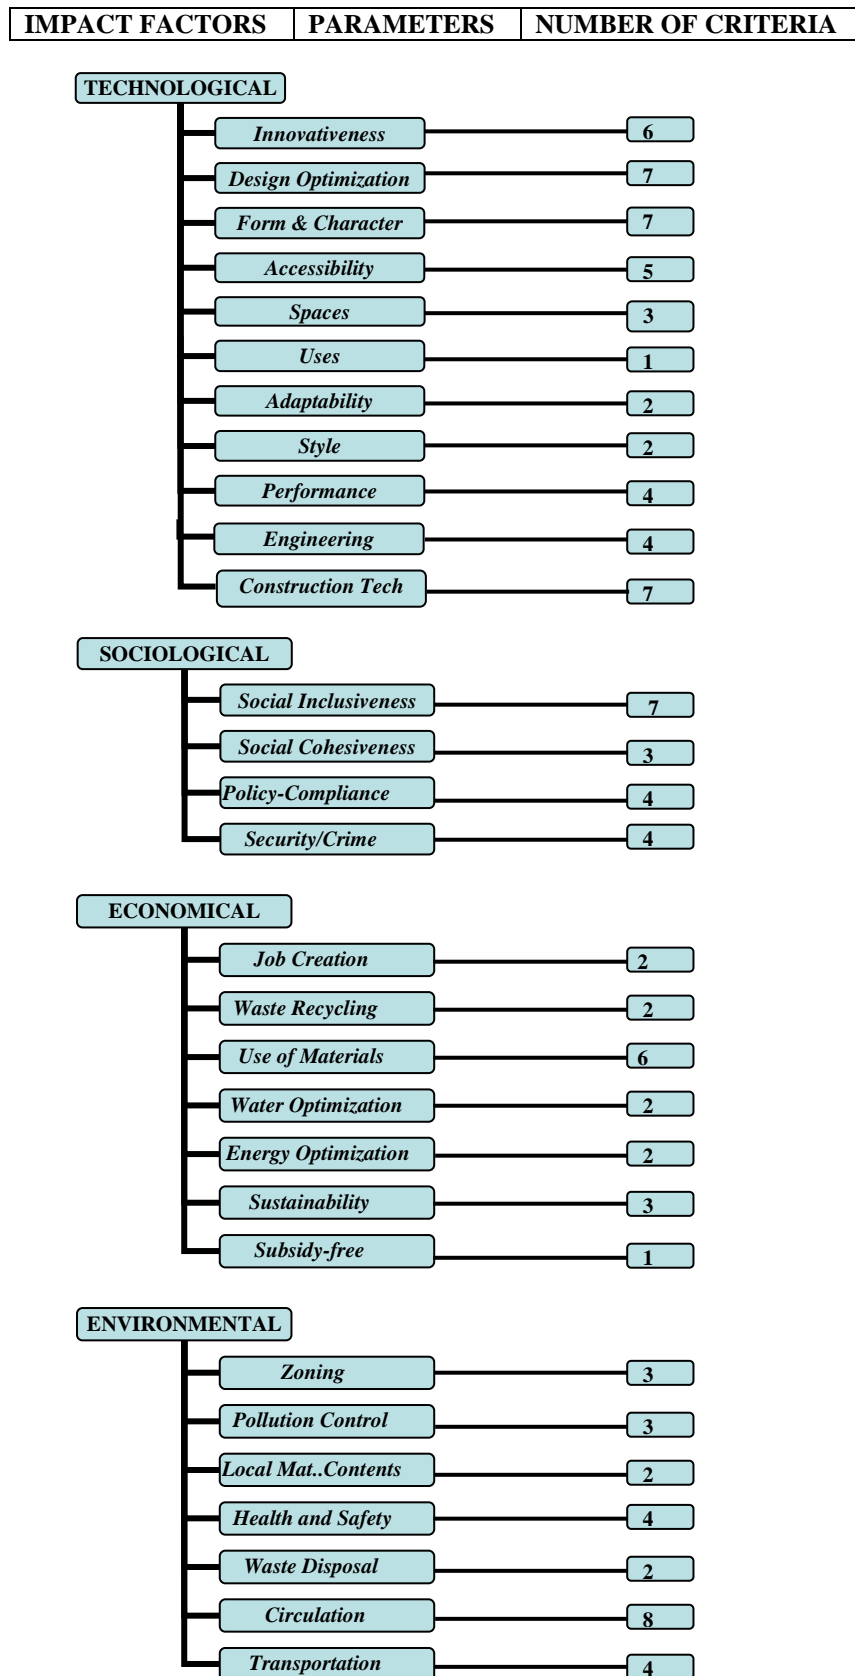 IMPACT FACTORS PARAMETERS NUMBER OF CRITERIA
TECHNOLOGICAL
Innovativeness 6
Design Optimization 7
Form & Character 7
Accessibility 5
Spaces 3
Uses 1
Adaptability 2
Style 2
Performance 4
Engineering 4
Construction Tech 7
SOCIOLOGICAL
Social Inclusiveness 7
Social Cohesiveness 3
Policy-Compliance 4
Security/Crime 4
ECONOMICAL
Job Creation 2
Waste Recycling 2
Use of Materials 6
Water Optimization 2
Energy Optimization 2
Sustainability 3
Subsidy-free 1
ENVIRONMENTAL
Zoning 3
Pollution Control 3
Local Mat..Contents 2
Health and Safety 4
Waste Disposal 2
Circulation 8
Transportation 4